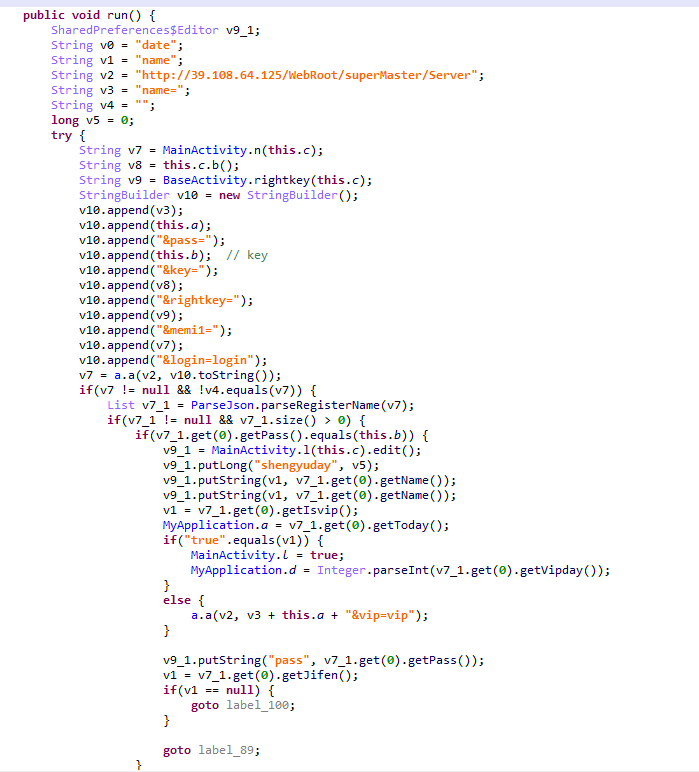 public void run() {
SharedPreferences$Editor v9_1;
String v0 = "date";
String v1 = "name";
String v2 = "http://39.108.64.125/WebRoot/superMaster/Server";
String v3 = "name=";
String v4 = "";
long v5 = 0;
try {
String v7 = MainActivity.n(this.c);
String v8 = this.c.b();
String v9 = BaseActivity.rightkey(this.c);
StringBuilder v10 = new StringBuilder();
v10.append(v3);
v10.append(this.a);
v10.append("&pass=");
v10.append(this.b);  // key
v10.append("&key=");
v10.append(v8);
v10.append("&rightkey=");
v10.append(v9);
v10.append("&memi1=");
v10.append(v7);
v10.append("&login=login");
v7 = a.a(v2, v10.toString());
if(v7 != null && !v4.equals(v7)) {
List v7_1 = ParseJson.parseRegisterName(v7);
if(v7_1 != null && v7_1.size() > 0) {
if(v7_1.get(0).getPass().equals(this.b)) {
v9_1 = MainActivity.l(this.c).edit();
v9_1.putLong("shengyuday", v5);
v9_1.putString(v1, v7_1.get(0).getName());
v9_1.putString(v1, v7_1.get(0).getName());
v1 = v7_1.get(0).getIsvip();
MyApplication.a = v7_1.get(0).getToday();
if("true".equals(v1)) {
MainActivity.l = true;
MyApplication.d = Integer.parseInt(v7_1.get(0).getVipday());
}
else {
a.a(v2, v3 + this.a + "&vip=vip");
}
v9_1.putString("pass", v7_1.get(0).getPass());
v1 = v7_1.get(0).getJifen();
if(v1 == null) {
goto label_100;
}
goto label_89;
}